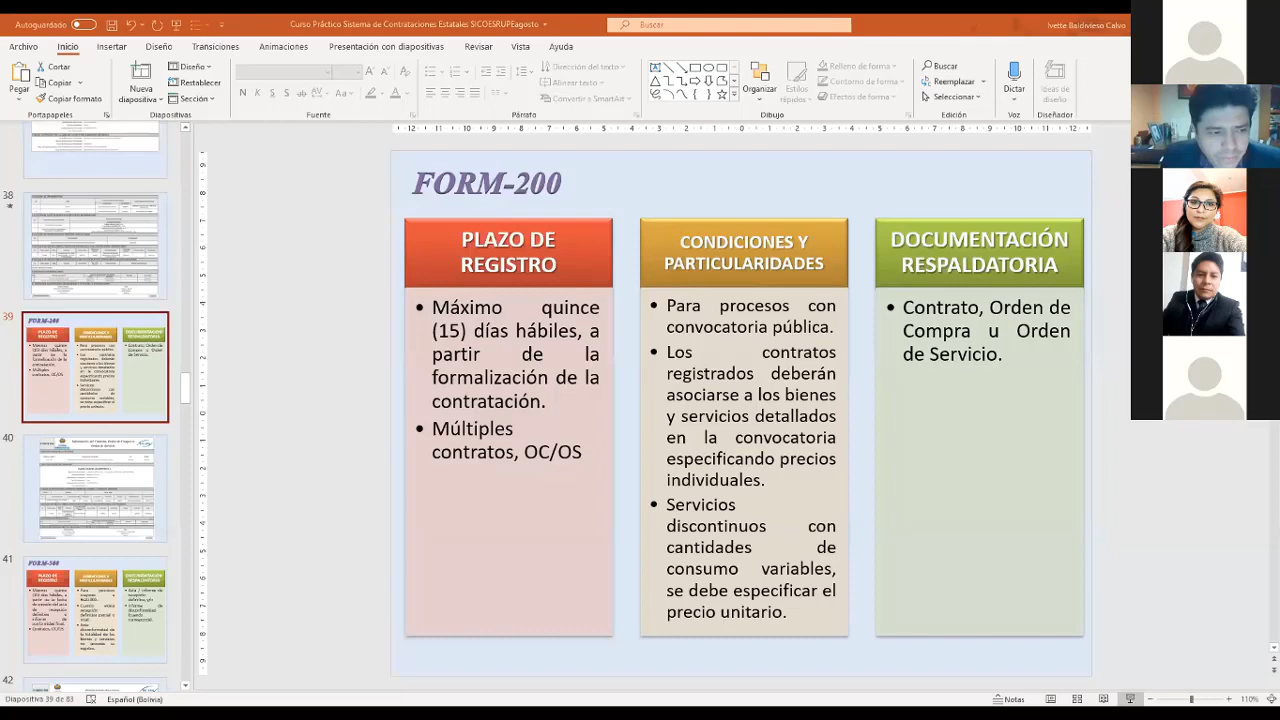 Autoguardado
Curso Práctico Sistema de Contrataciones Estatales SICOESRUPEagosto
Buscar
Ivette Baldivieso Calvo
Archivo Inicio Insertar Diseño Transiciones Animaciones Presentación con diapositivas Revisar Vista Ayuda
Pegar
Cortar
Copiar
Copiar formato
Portapapeles
Nueva diapositiva
Diseño
Restablecer
Sección
Diapositivas
N K S ab AV Aa
Fuente
Dirección del texto
Alinear texto
Convertir a SmartArt
Párrafo
Organizar
Estilos rápidos
Relleno de forma
Contorno de forma
Efectos de forma
Dibujo
Buscar
Reemplazar
Seleccionar
Edición
Dictar
Voz
Ideas de diseño
Diseñador
38
39
40
41
42
FORM-200
PLAZO DE
REGISTRO
• Máximo quince
(15) días hábiles, a
partir de la
formalización de la
contratación.
• Múltiples
contratos, OC/OS
CONDICIONES Y
PARTICULARIDADES
• Para procesos con
convocatoria pública.
• Los contratos
registrados deberán
asociarse a los bienes
y servicios detallados
en la convocatoria
especificando precios
individuales.
• Servicios
discontinuos con
cantidades de
consumo variables,
se debe especificar el
precio unitario
DOCUMENTACIÓN
RESPALDATORIA
• Contrato, Orden de
Compra u Orden
de Servicio.
Diapositiva 39 de 83
Español (Bolivia)
Notas
110%